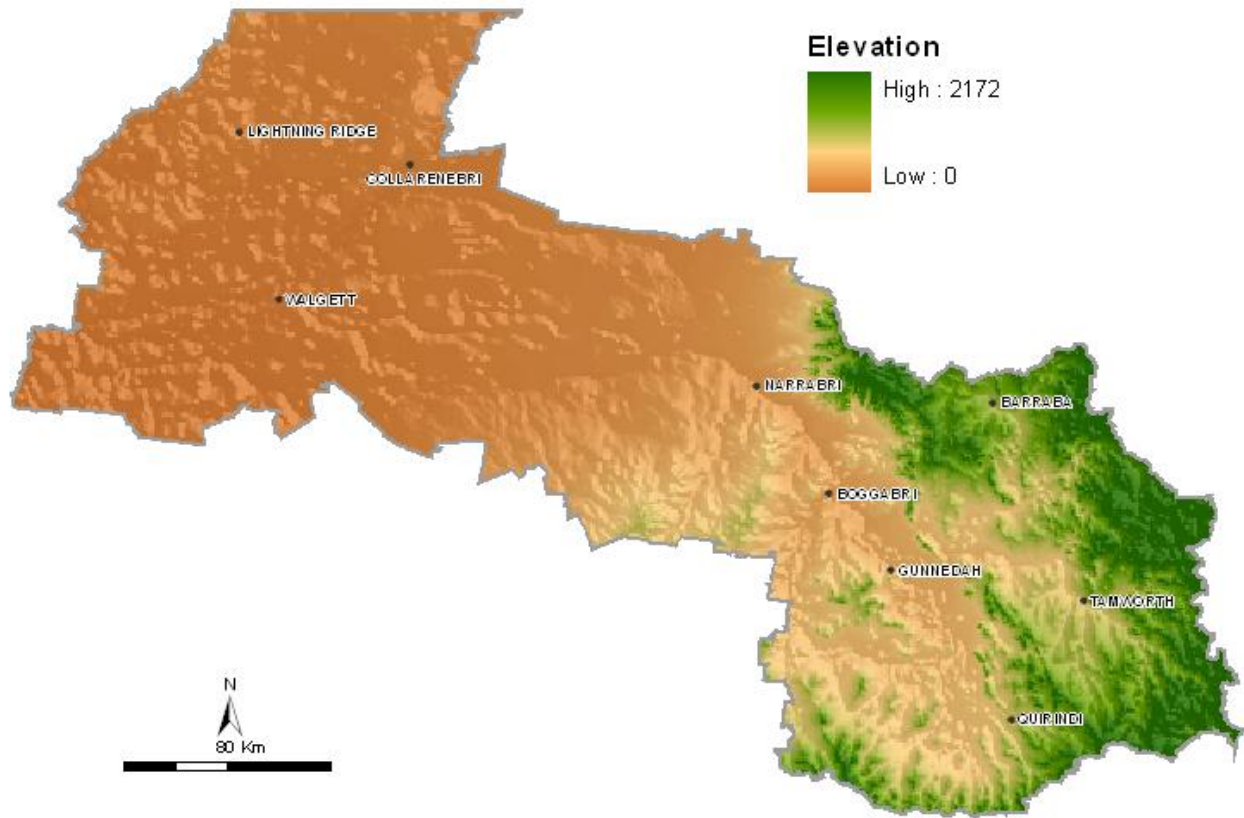 Elevation
High : 2172
Low : 0
LIGHTNING RIDGE
COLLARENEBRI
WALGETT
NARRABRI
BARRABA
BOGGABRI
GUNNEDAH
TAMWORTH
QUIRINDI
N
80 Km